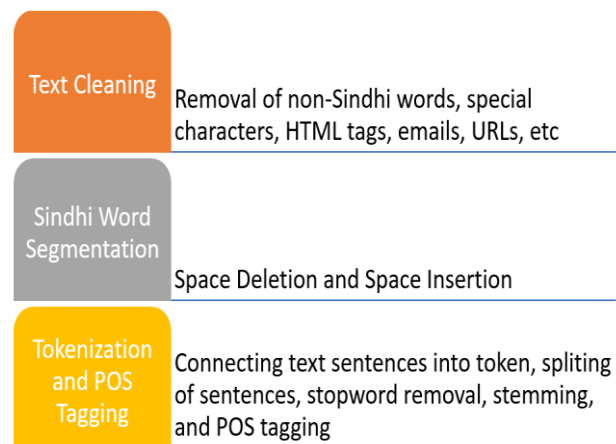 Text Cleaning
Removal of non-Sindhi words, special
characters, HTML tags, emails, URLs, etc
Sindhi Word
Segmentation
Space Deletion and Space Insertion
Tokenization
and POS
Tagging
Connecting text sentences into token, spliting
of sentences, stopword removal, stemming,
and POS tagging